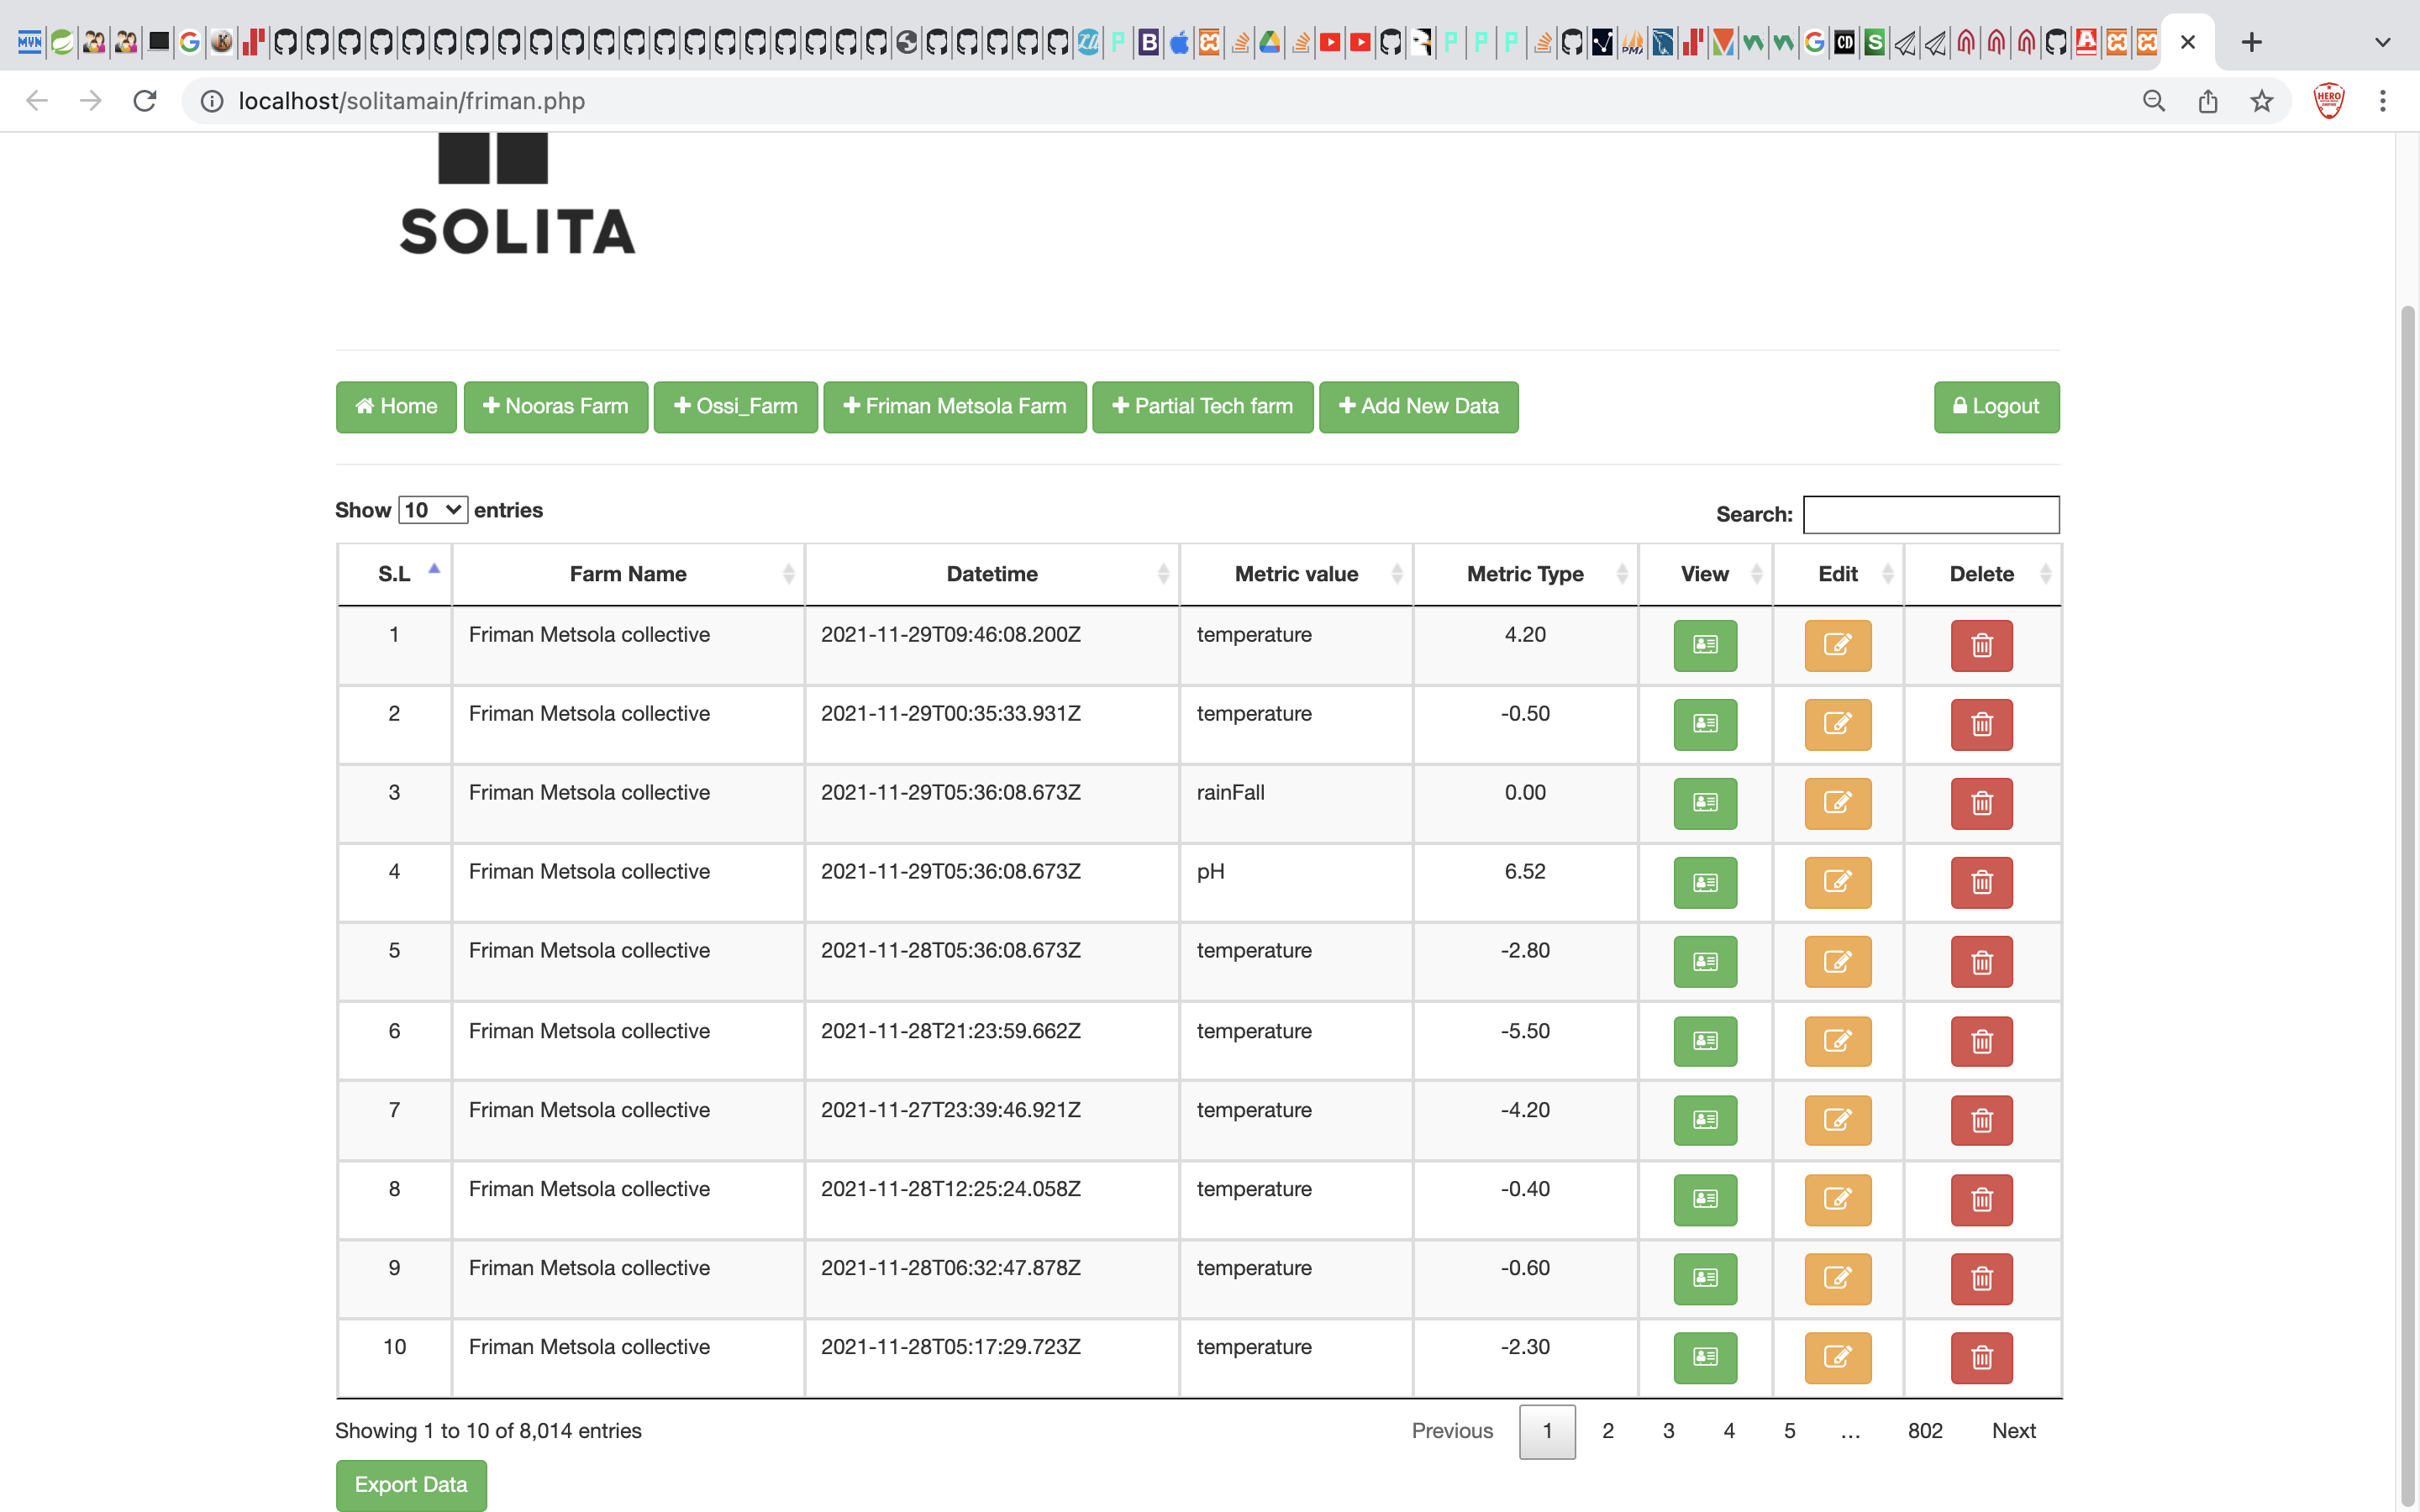 localhost/solitamain/friman.php
HERO
SOLITA
Home Nooras Farm Ossi_Farm Friman Metsola Farm Partial Tech farm Add New Data Logout
Show 10 entries Search:
S.L Farm Name Datetime Metric value Metric Type View Edit Delete
1 Friman Metsola collective 2021-11-29T09:46:08.200Z temperature 4.20
2 Friman Metsola collective 2021-11-29T00:35:33.931Z temperature -0.50
3 Friman Metsola collective 2021-11-29T05:36:08.673Z rainFall 0.00
4 Friman Metsola collective 2021-11-29T05:36:08.673Z pH 6.52
5 Friman Metsola collective 2021-11-28T05:36:08.673Z temperature -2.80
6 Friman Metsola collective 2021-11-28T21:23:59.662Z temperature -5.50
7 Friman Metsola collective 2021-11-27T23:39:46.921Z temperature -4.20
8 Friman Metsola collective 2021-11-28T12:25:24.058Z temperature -0.40
9 Friman Metsola collective 2021-11-28T06:32:47.878Z temperature -0.60
10 Friman Metsola collective 2021-11-28T05:17:29.723Z temperature -2.30
Showing 1 to 10 of 8,014 entries Previous 1 2 3 4 5 … 802 Next
Export Data